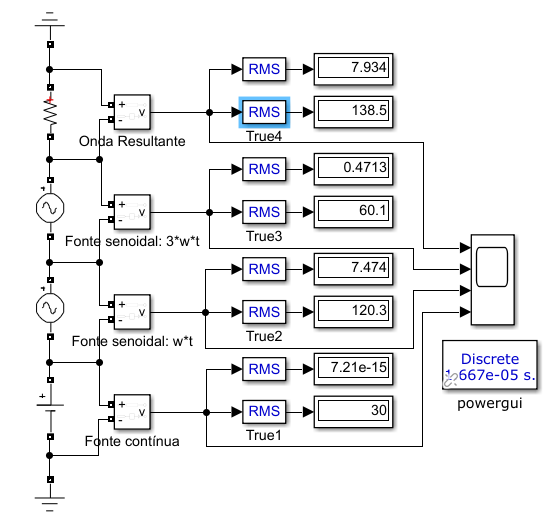 RMS
7.934
+
-
v
RMS
138.5
Onda Resultante
True4
RMS
0.4713
+
-
v
RMS
60.1
Fonte senoidal: 3*w*t
True3
RMS
7.474
+
-
v
RMS
120.3
Fonte senoidal: w*t
True2
RMS
7.21e-15
+
+
-
v
RMS
30
Fonte contínua
True1
Discrete
667e-05 s.
powergui